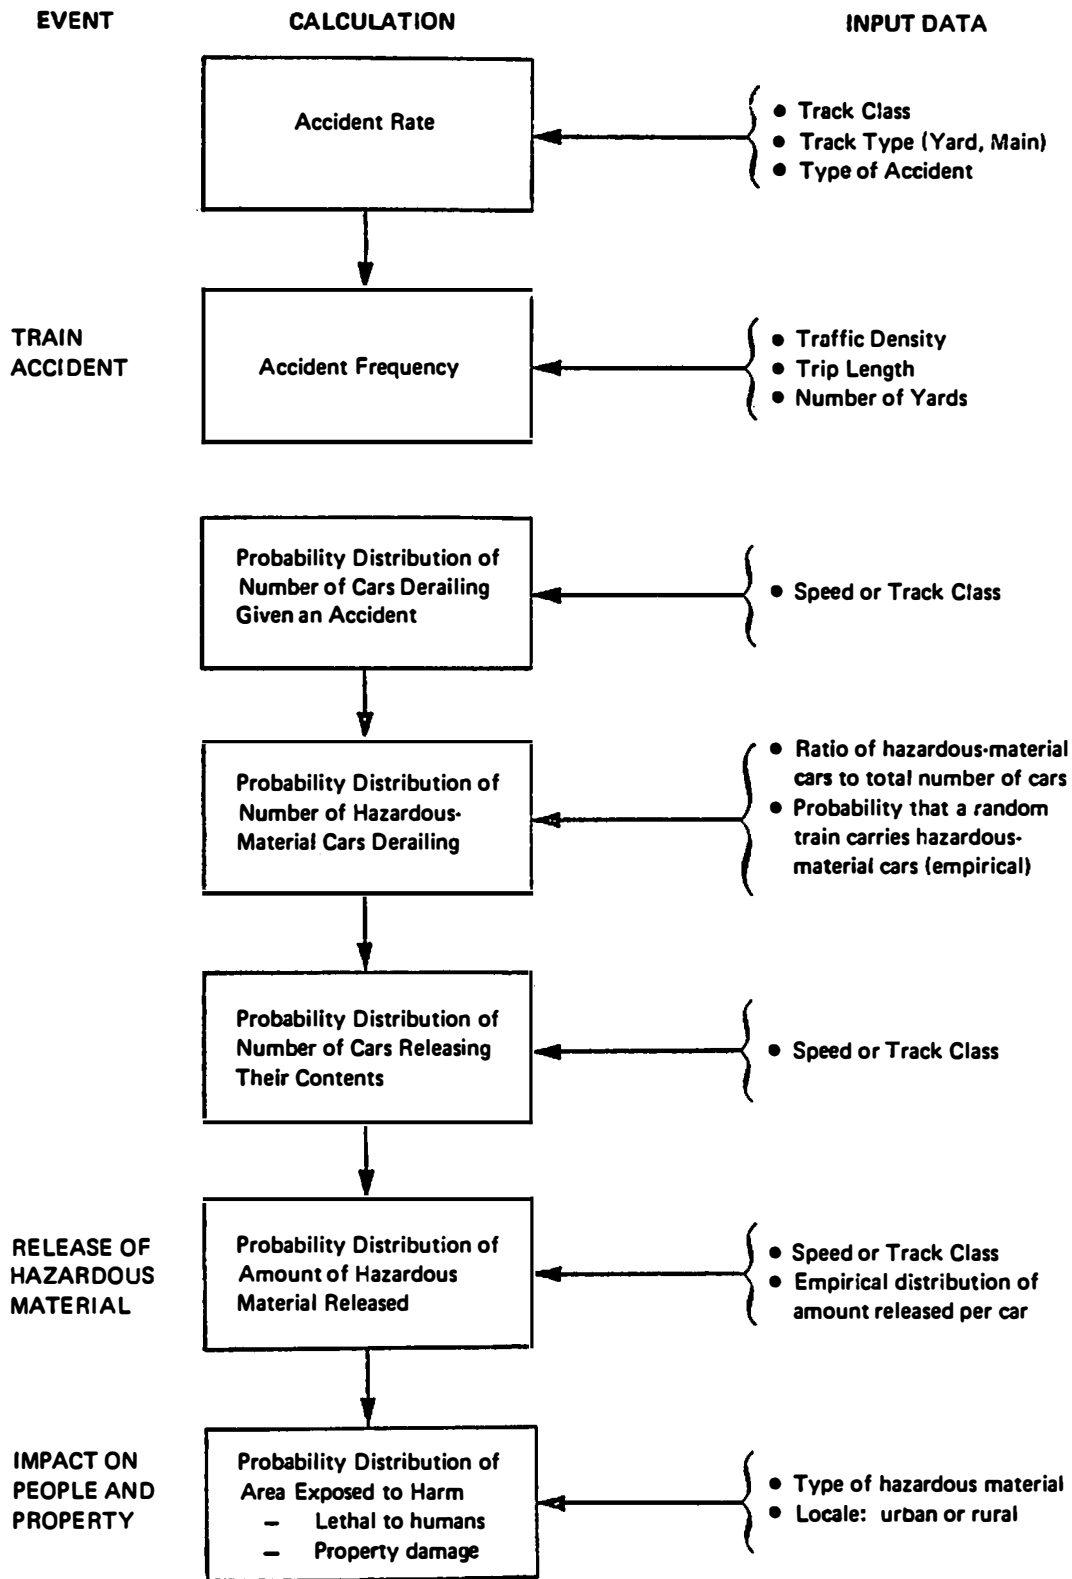 EVENT
CALCULATION
INPUT DATA
Accident Rate
• Track Class
• Track Type (Yard, Main)
• Type of Accident
TRAIN
ACCIDENT
Accident Frequency
• Traffic Density
• Trip Length
• Number of Yards
Probability Distribution of
Number of Cars Derailing
Given an Accident
• Speed or Track Class
Probability Distribution of
Number of Hazardous-
Material Cars Derailing
• Ratio of hazardous-material
cars to total number of cars
• Probability that a random
train carries hazardous-
material cars (empirical)
Probability Distribution of
Number of Cars Releasing
Their Contents
• Speed or Track Class
RELEASE OF
HAZARDOUS
MATERIAL
Probability Distribution of
Amount of Hazardous
Material Released
• Speed or Track Class
• Empirical distribution of
amount released per car
IMPACT ON
PEOPLE AND
PROPERTY
Probability Distribution of
Area Exposed to Harm
– Lethal to humans
– Property damage
• Type of hazardous material
• Locale: urban or rural